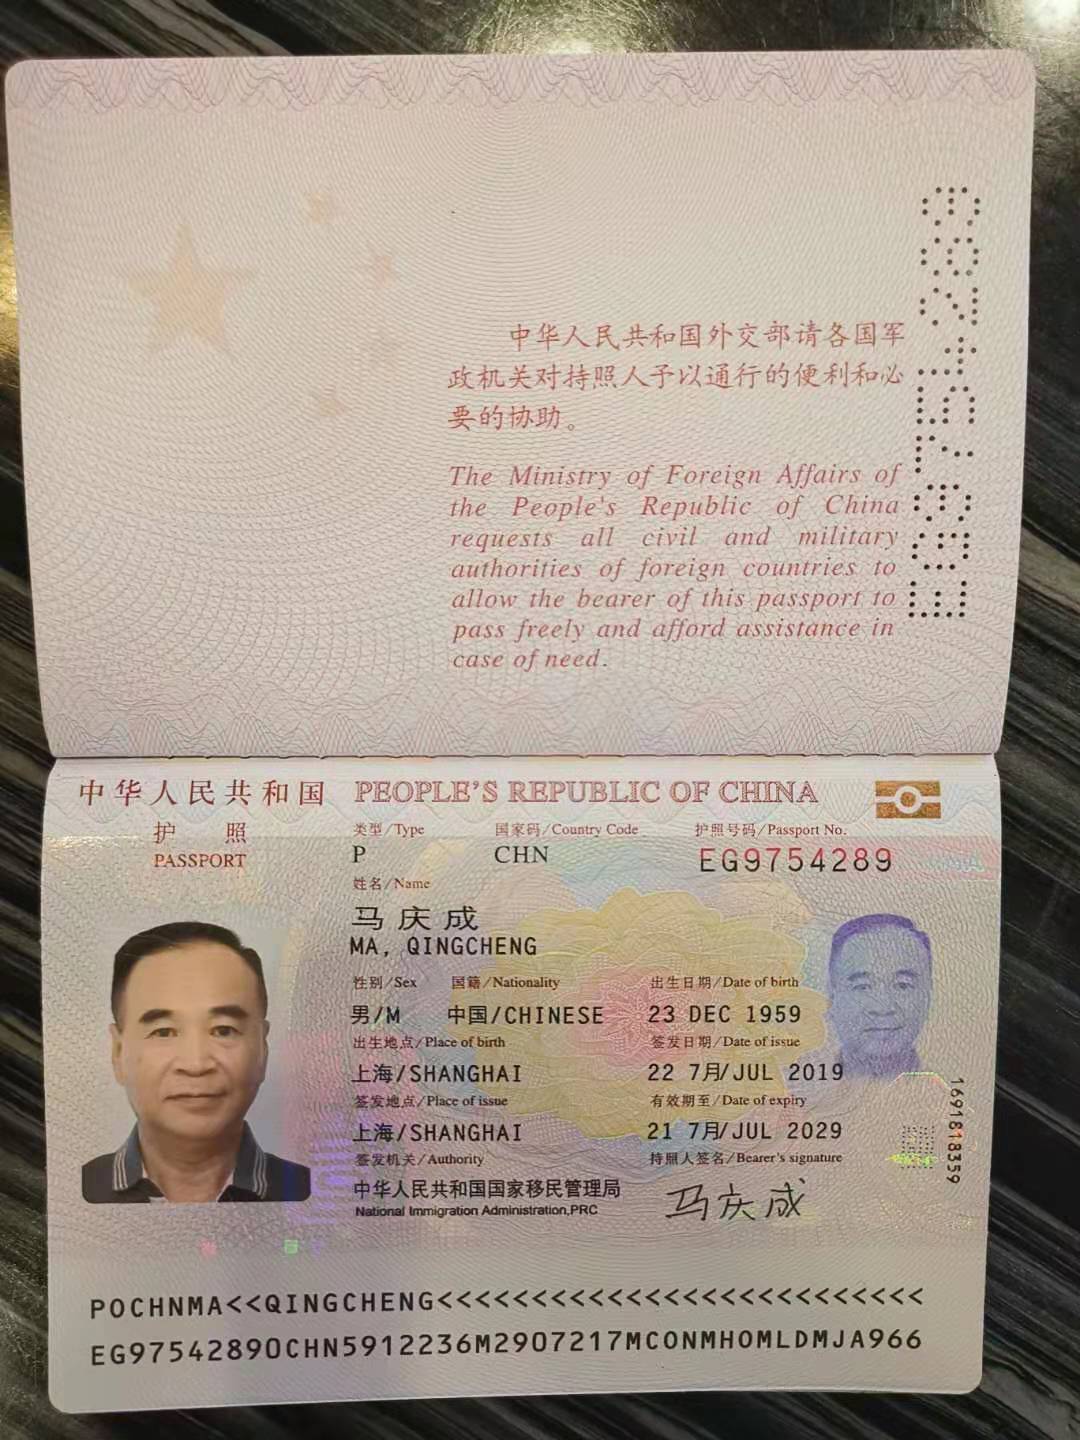 中华人民共和国外交部请各国军
政机关对持照人予以通行的便利和必
要的协助。
The Ministry of Foreign Affairs of
the People's Republic of China
requests all civil and military
authorities of foreign countries to
allow the bearer of this passport to
pass freely and afford assistance in
case of need.
EG9754289
中华人民共和国 PEOPLE'S REPUBLIC OF CHINA
护 照
PASSPORT
类型/Type 国家码/Country Code 护照号码/Passport No.
P CHN EG9754289
姓名/Name
马庆成
MA, QINGCHENG
性别/Sex 国籍/Nationality 出生日期/Date of birth
男/M 中国/CHINESE 23 DEC 1959
出生地点/Place of birth 签发日期/Date of issue
上海/SHANGHAI 22 7月/JUL 2019
签发地点/Place of issue 有效期至/Date of expiry
上海/SHANGHAI 21 7月/JUL 2029
签发机关/Authority 持照人签名/Bearer's signature
中华人民共和国国家移民管理局 马庆成
National Immigration Administration,PRC
1691818359
POCHNMA<<QINGCHENG<<<<<<<<<<<<<<<<<<<<<<<<<<
EG97542890CHN5912236M2907217MCONMHOMLDMJA966